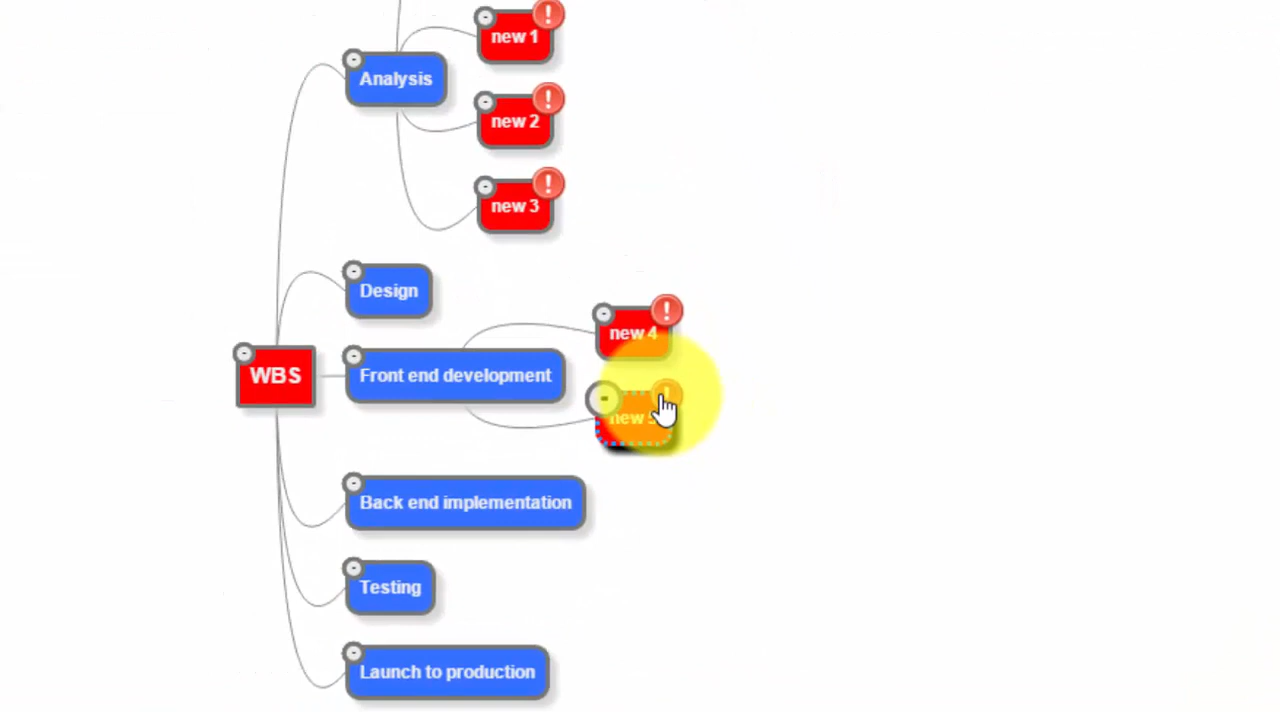 new 1
Analysis
new 2
new 3
Design
new 4
WBS
Front end development
new
Back end implementation
Testing
Launch to production